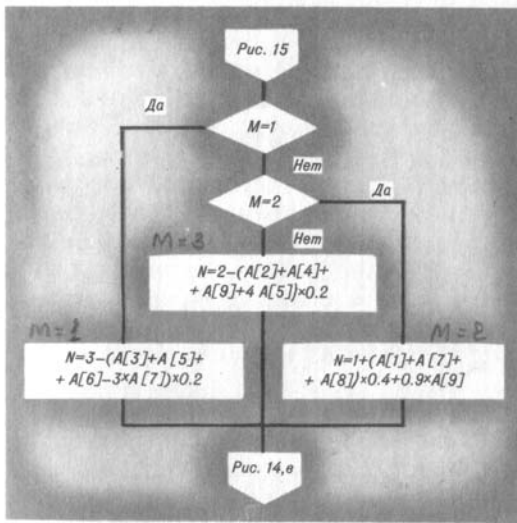 Рис. 15
Да
M=1
Нет
M=2
Да
M=3
Нет
N=2-(A[2]+A[4]+
+A[9]+4 A[5])×0.2
M=1
M=2
N=3-(A[3]+A[5]+
+A[6]-3×A[7])×0.2
N=1+(A[1]+A[7]+
+A[8])×0.4+0.9×A[9]
Рис. 14,в